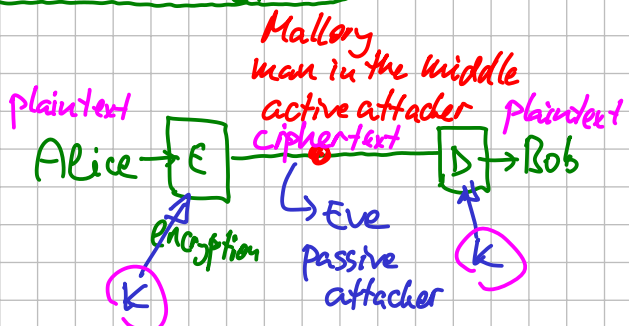 Mallory
man in the middle
active attacker
plaintext
ciphertext
plaintext
Alice
E
D
Bob
encryption
Eve
passive
attacker
K
K